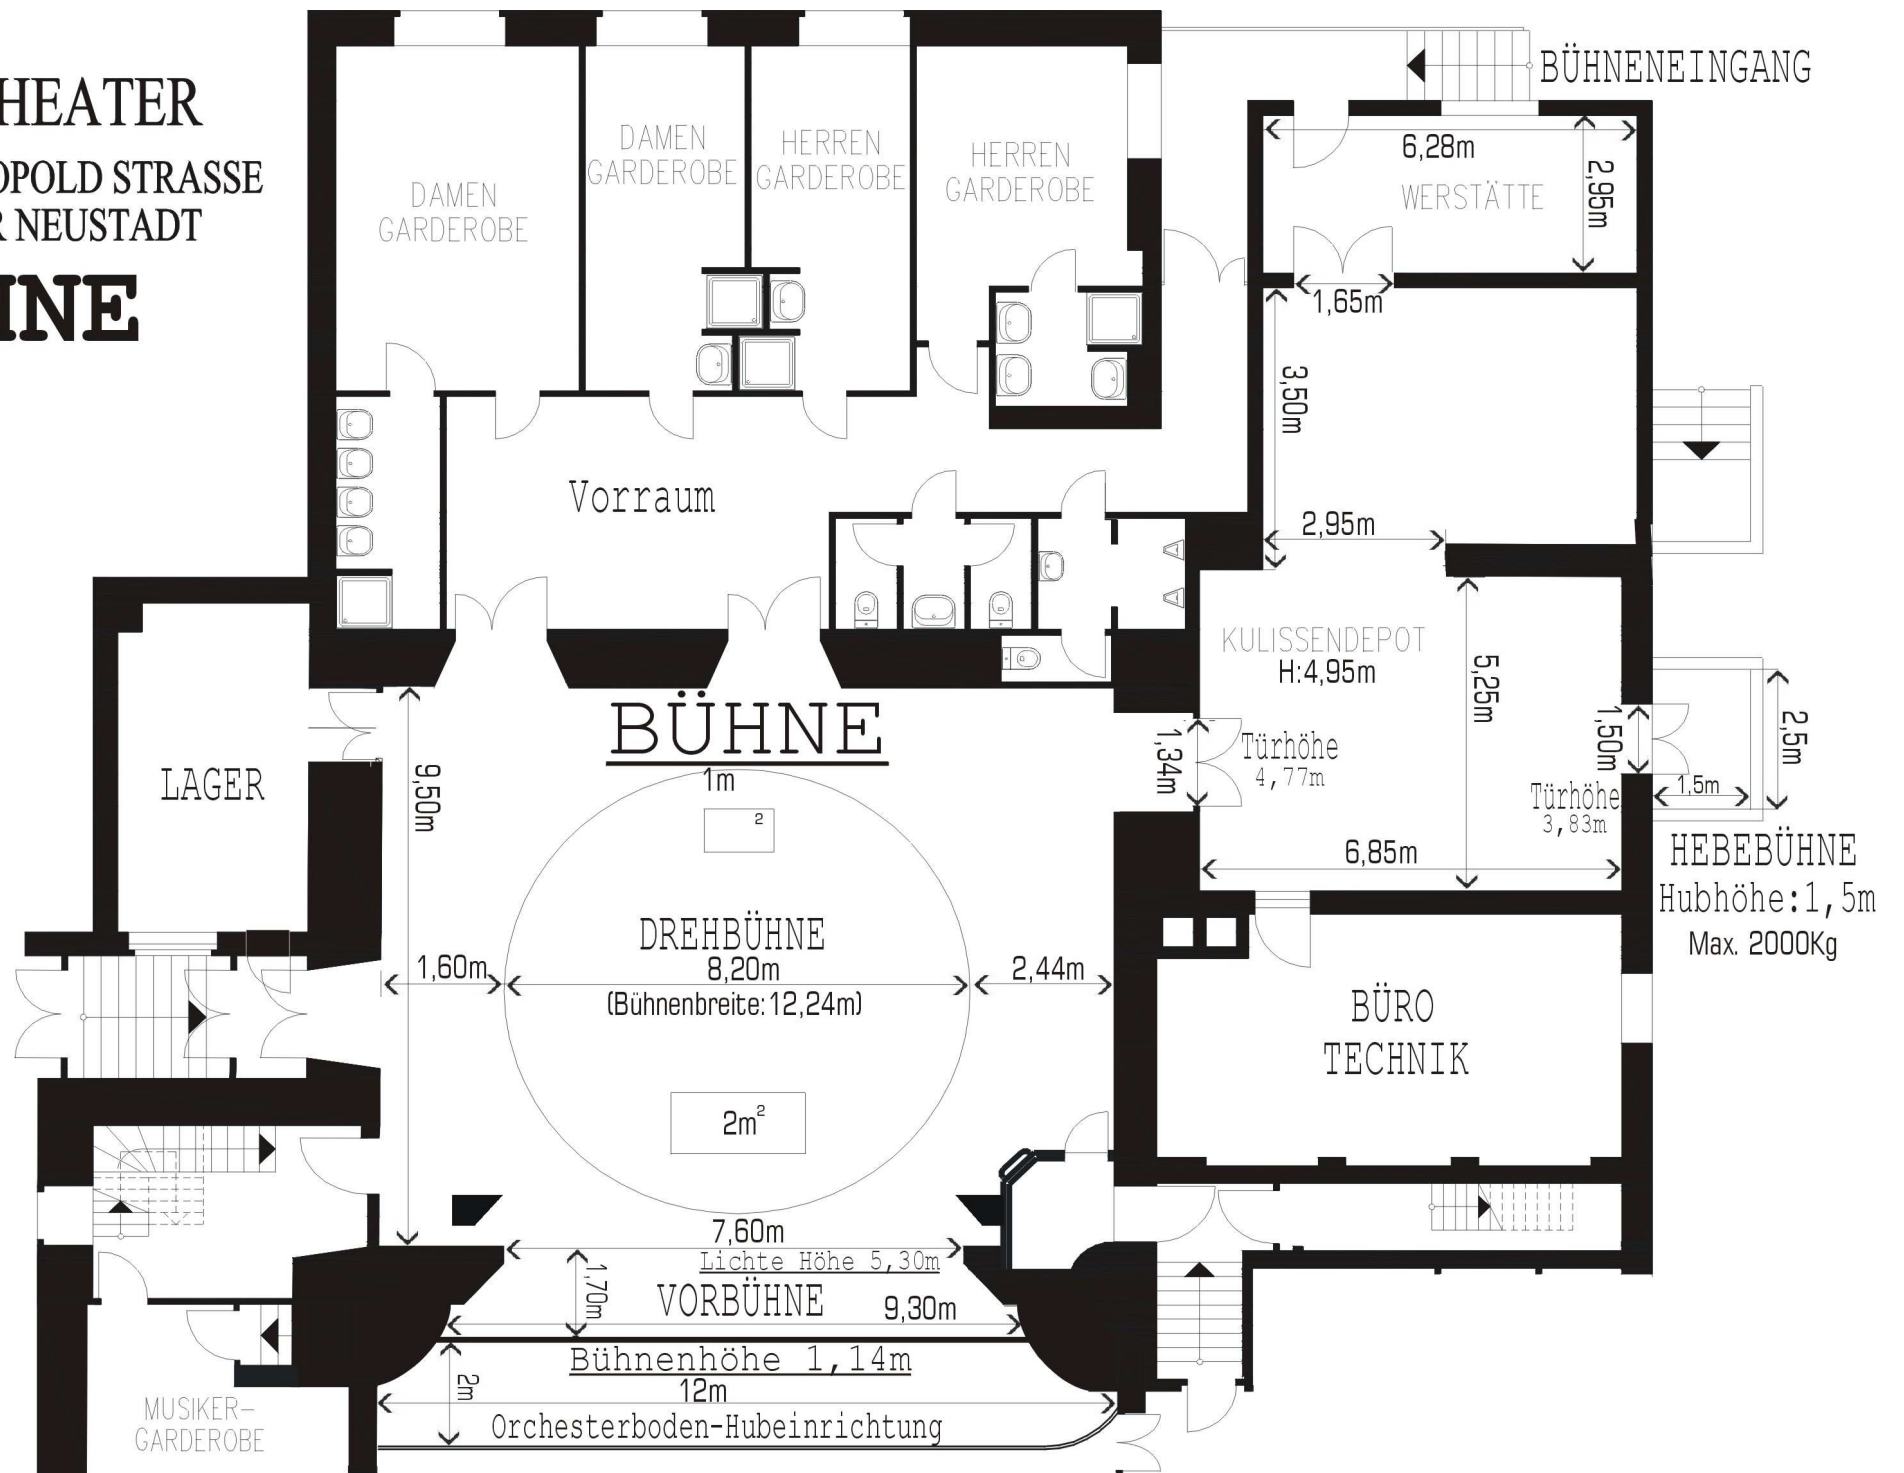 HEATER
OPOLD STRASSE
R NEUSTADT
INE
BÜHNENEINGANG
DAMEN
GARDEROBE
DAMEN
GARDEROBE
HERREN
GARDEROBE
HERREN
GARDEROBE
6,28m
WERSTÄTTE
2,95m
1,65m
3,50m
2,95m
Vorraum
KULISSENDEPOT
H:4,95m
5,25m
1,50m
2,5m
1,5m
Türhöhe
4,77m
1,34m
Türhöhe
3,83m
6,85m
HEBEBÜHNE
Hubhöhe:1,5m
Max. 2000Kg
LAGER
BÜHNE
1m
2
9,50m
DREHBÜHNE
8,20m
(Bühnenbreite:12,24m)
1,60m
2,44m
2m²
BÜRO
TECHNIK
7,60m
Lichte Höhe 5,30m
1,70m
VORBÜHNE
9,30m
Bühnenhöhe 1,14m
12m
2m
Orchesterboden-Hubeinrichtung
MUSIKER-
GARDEROBE